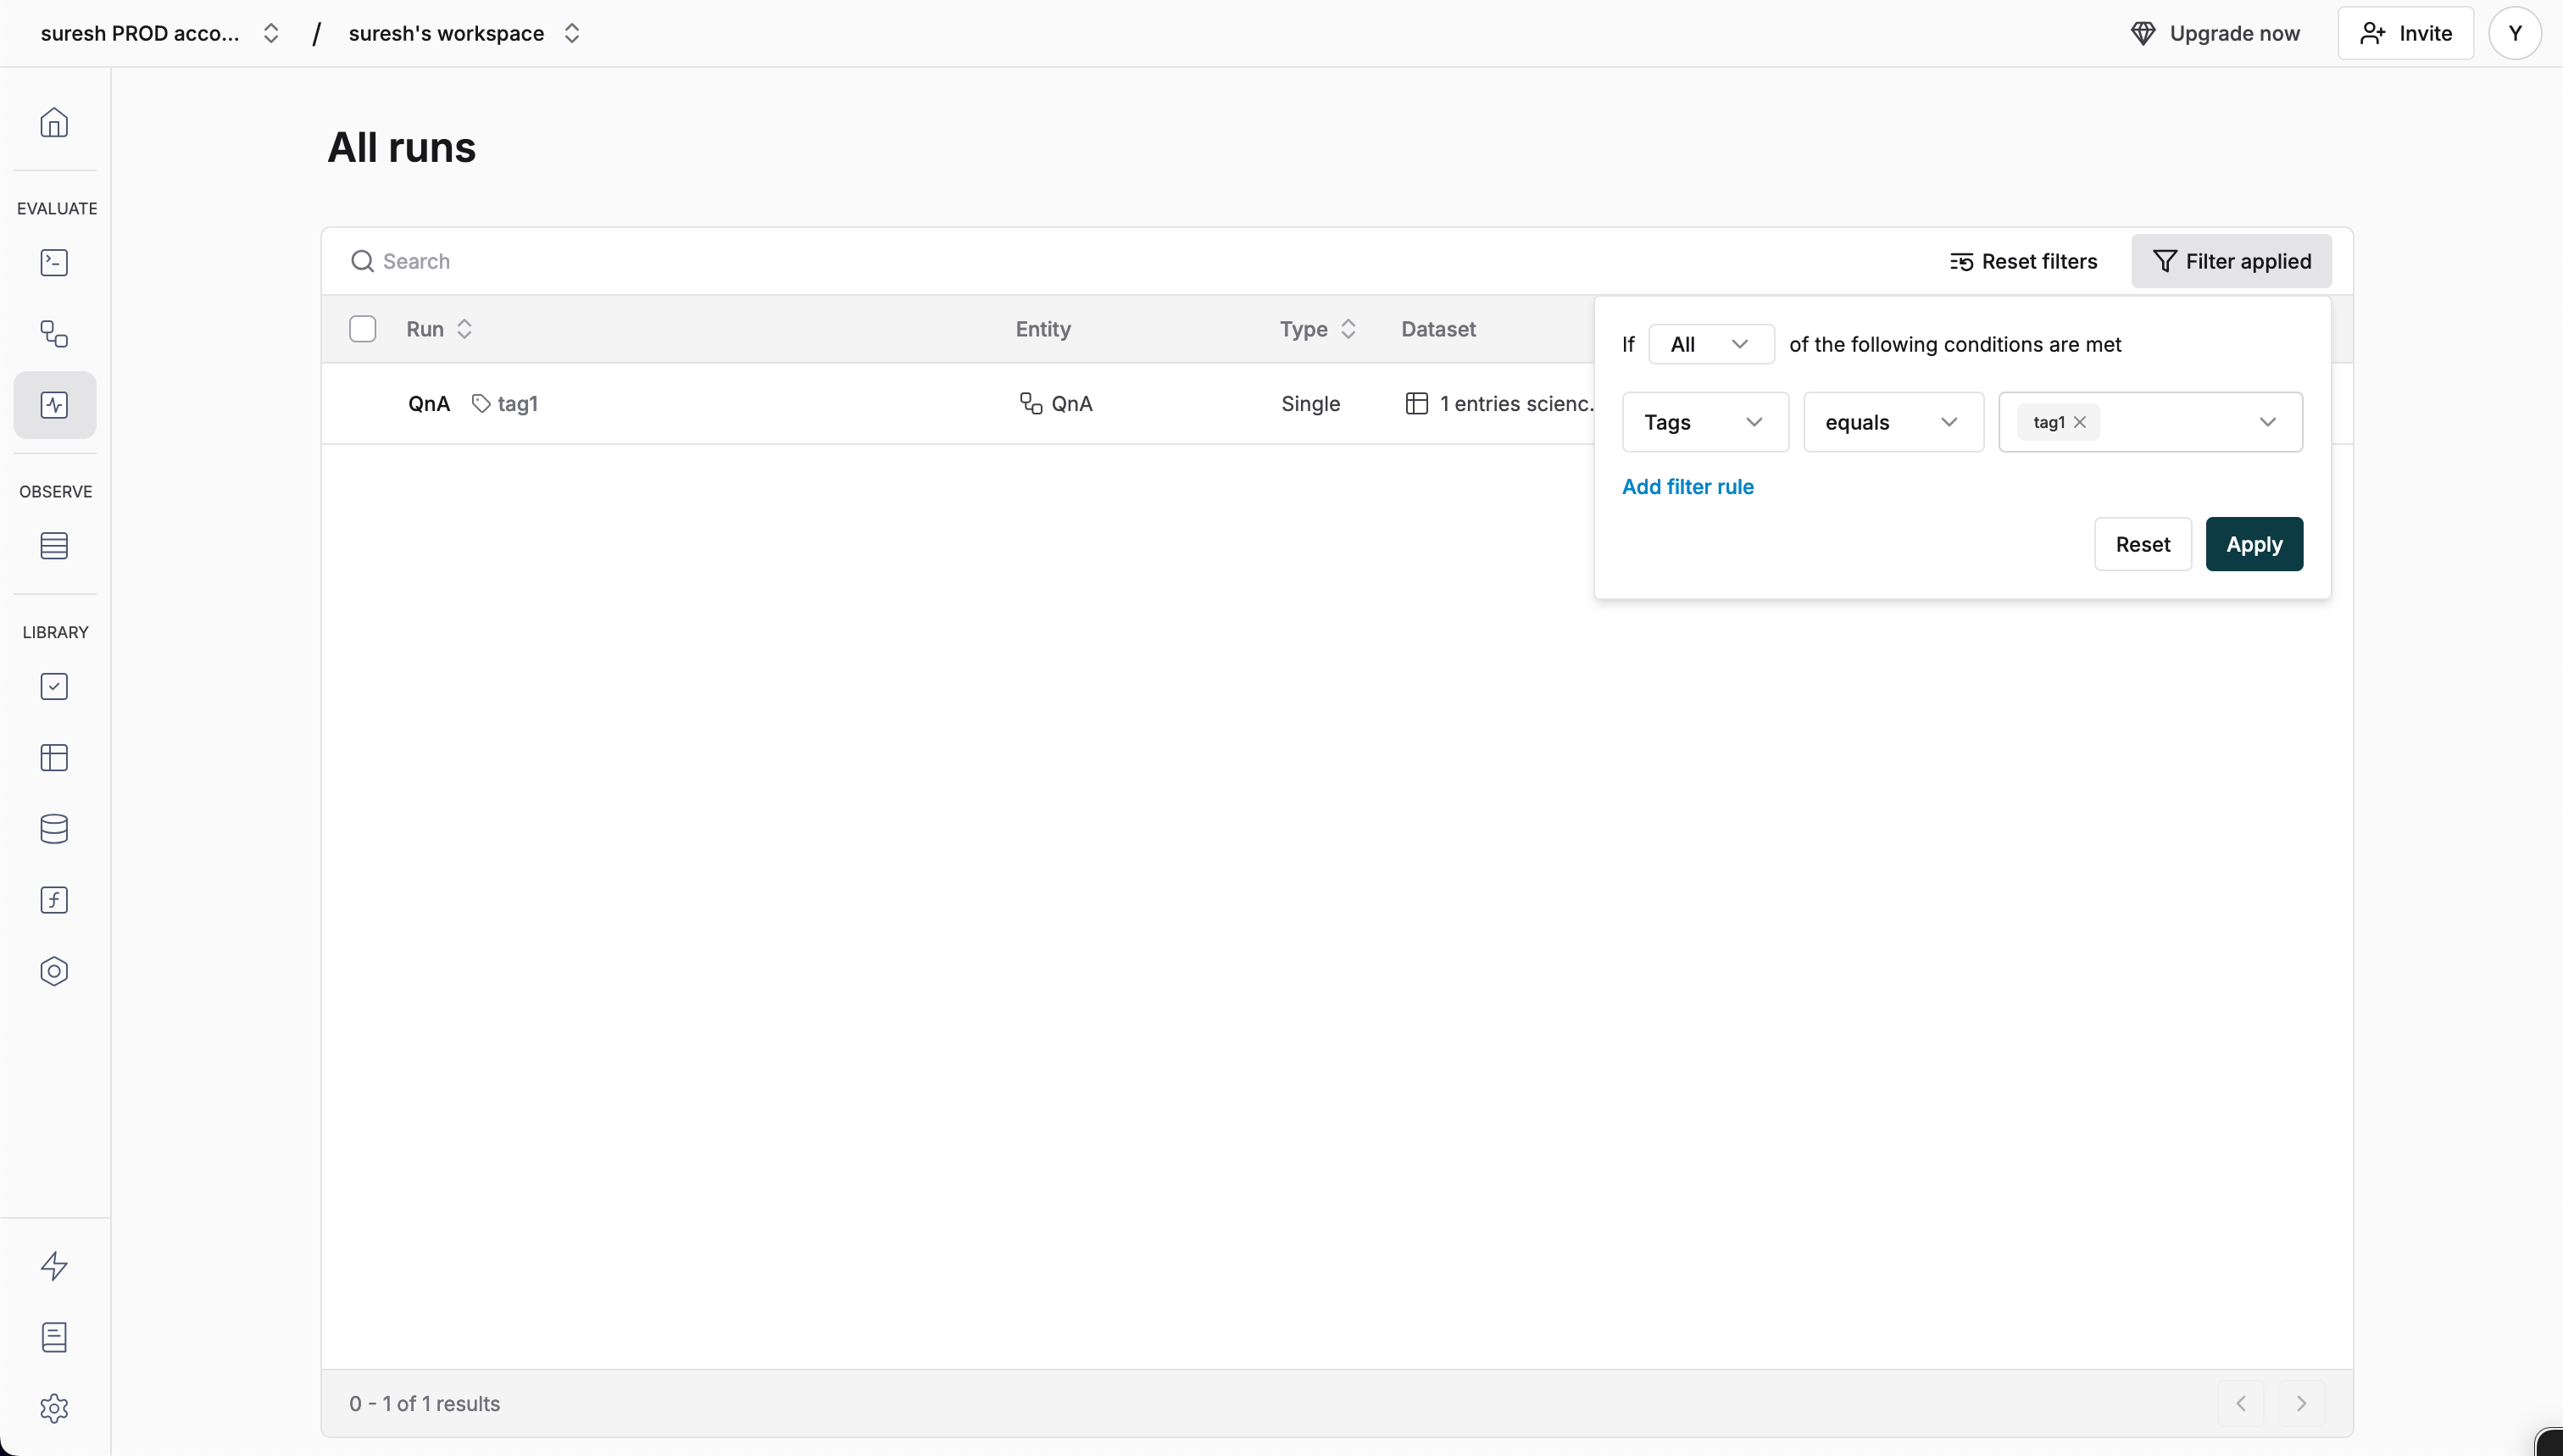 suresh PROD acco... / suresh's workspace Upgrade now Invite Y
All runs
EVALUATE
Search Reset filters Filter applied
Run Entity Type Dataset
If All of the following conditions are met
QnA tag1 QnA Single 1 entries scienc.
Tags equals tag1
Add filter rule
OBSERVE
Reset Apply
LIBRARY
0 - 1 of 1 results